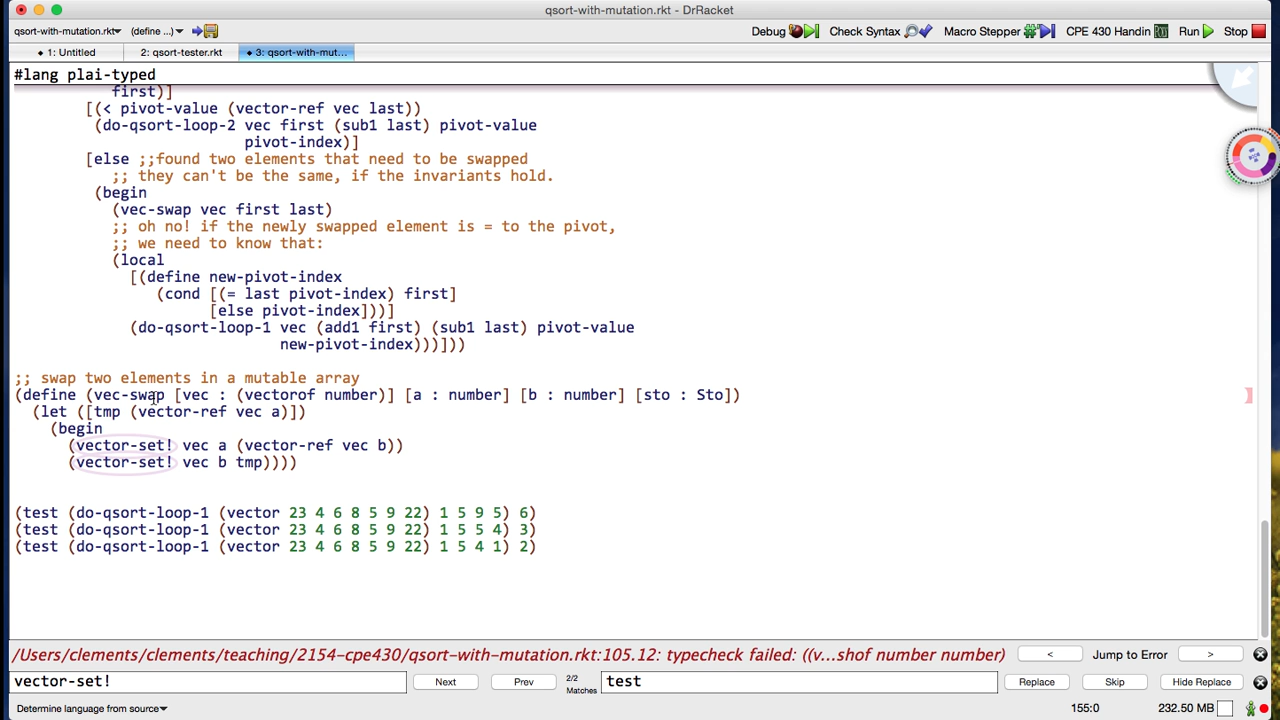 qsort-with-mutation.rkt - DrRacket
qsort-with-mutation.rkt▾ (define ...)▾ Debug Check Syntax Macro Stepper CPE 430 Handin Run Stop
◆ 1: Untitled 2: qsort-tester.rkt ◆ 3: qsort-with-mut...
#lang plai-typed
first)]
[(< pivot-value (vector-ref vec last))
(do-qsort-loop-2 vec first (sub1 last) pivot-value
pivot-index)]
[else ;;found two elements that need to be swapped
;; they can't be the same, if the invariants hold.
(begin
(vec-swap vec first last)
;; oh no! if the newly swapped element is = to the pivot,
;; we need to know that:
(local
[(define new-pivot-index
(cond [(= last pivot-index) first]
[else pivot-index]))]
(do-qsort-loop-1 vec (add1 first) (sub1 last) pivot-value
new-pivot-index)))]))
;; swap two elements in a mutable array
(define (vec-swap [vec : (vectorof number)] [a : number] [b : number] [sto : Sto])
(let ([tmp (vector-ref vec a)])
(begin
(vector-set! vec a (vector-ref vec b))
(vector-set! vec b tmp))))
(test (do-qsort-loop-1 (vector 23 4 6 8 5 9 22) 1 5 9 5) 6)
(test (do-qsort-loop-1 (vector 23 4 6 8 5 9 22) 1 5 5 4) 3)
(test (do-qsort-loop-1 (vector 23 4 6 8 5 9 22) 1 5 4 1) 2)
/Users/clements/clements/teaching/2154-cpe430/qsort-with-mutation.rkt:105.12: typecheck failed: ((v...shof number number) < Jump to Error >
vector-set! Next Prev 2/2 Matches test Replace Skip Hide Replace
Determine language from source▾ 155:0 232.50 MB